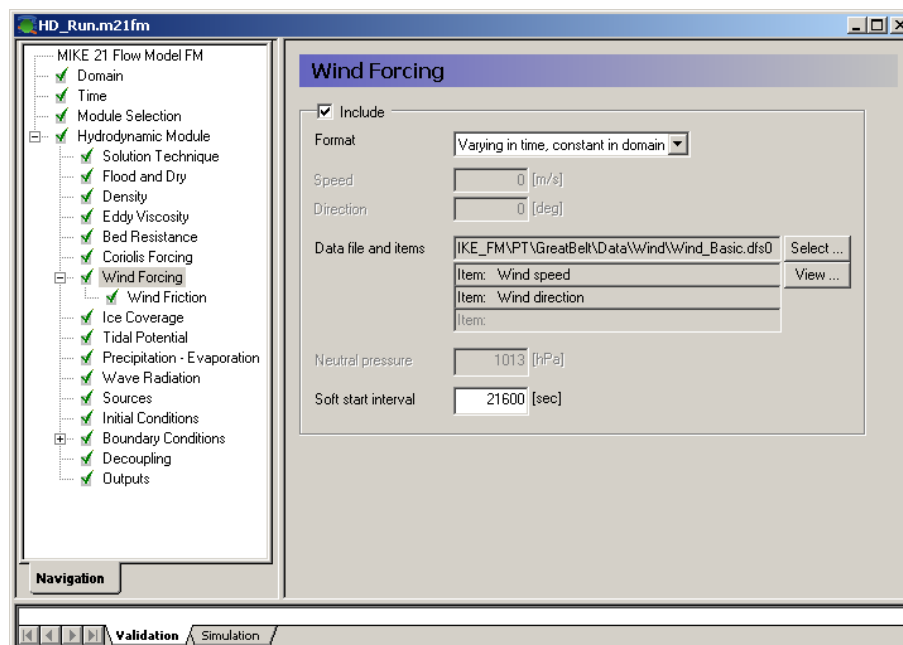 HD_Run.m21fm
MIKE 21 Flow Model FM
Domain
Time
Module Selection
Hydrodynamic Module
Solution Technique
Flood and Dry
Density
Eddy Viscosity
Bed Resistance
Coriolis Forcing
Wind Forcing
Wind Friction
Ice Coverage
Tidal Potential
Precipitation - Evaporation
Wave Radiation
Sources
Initial Conditions
Boundary Conditions
Decoupling
Outputs
Navigation
Wind Forcing
Include
Format Varying in time, constant in domain
Speed 0 [m/s]
Direction 0 [deg]
Data file and items IKE_FM\PT\GreatBelt\Data\Wind\Wind_Basic.dfs0 Select ...
Item: Wind speed View ...
Item: Wind direction
Item:
Neutral pressure 1013 [hPa]
Soft start interval 21600 [sec]
Validation Simulation